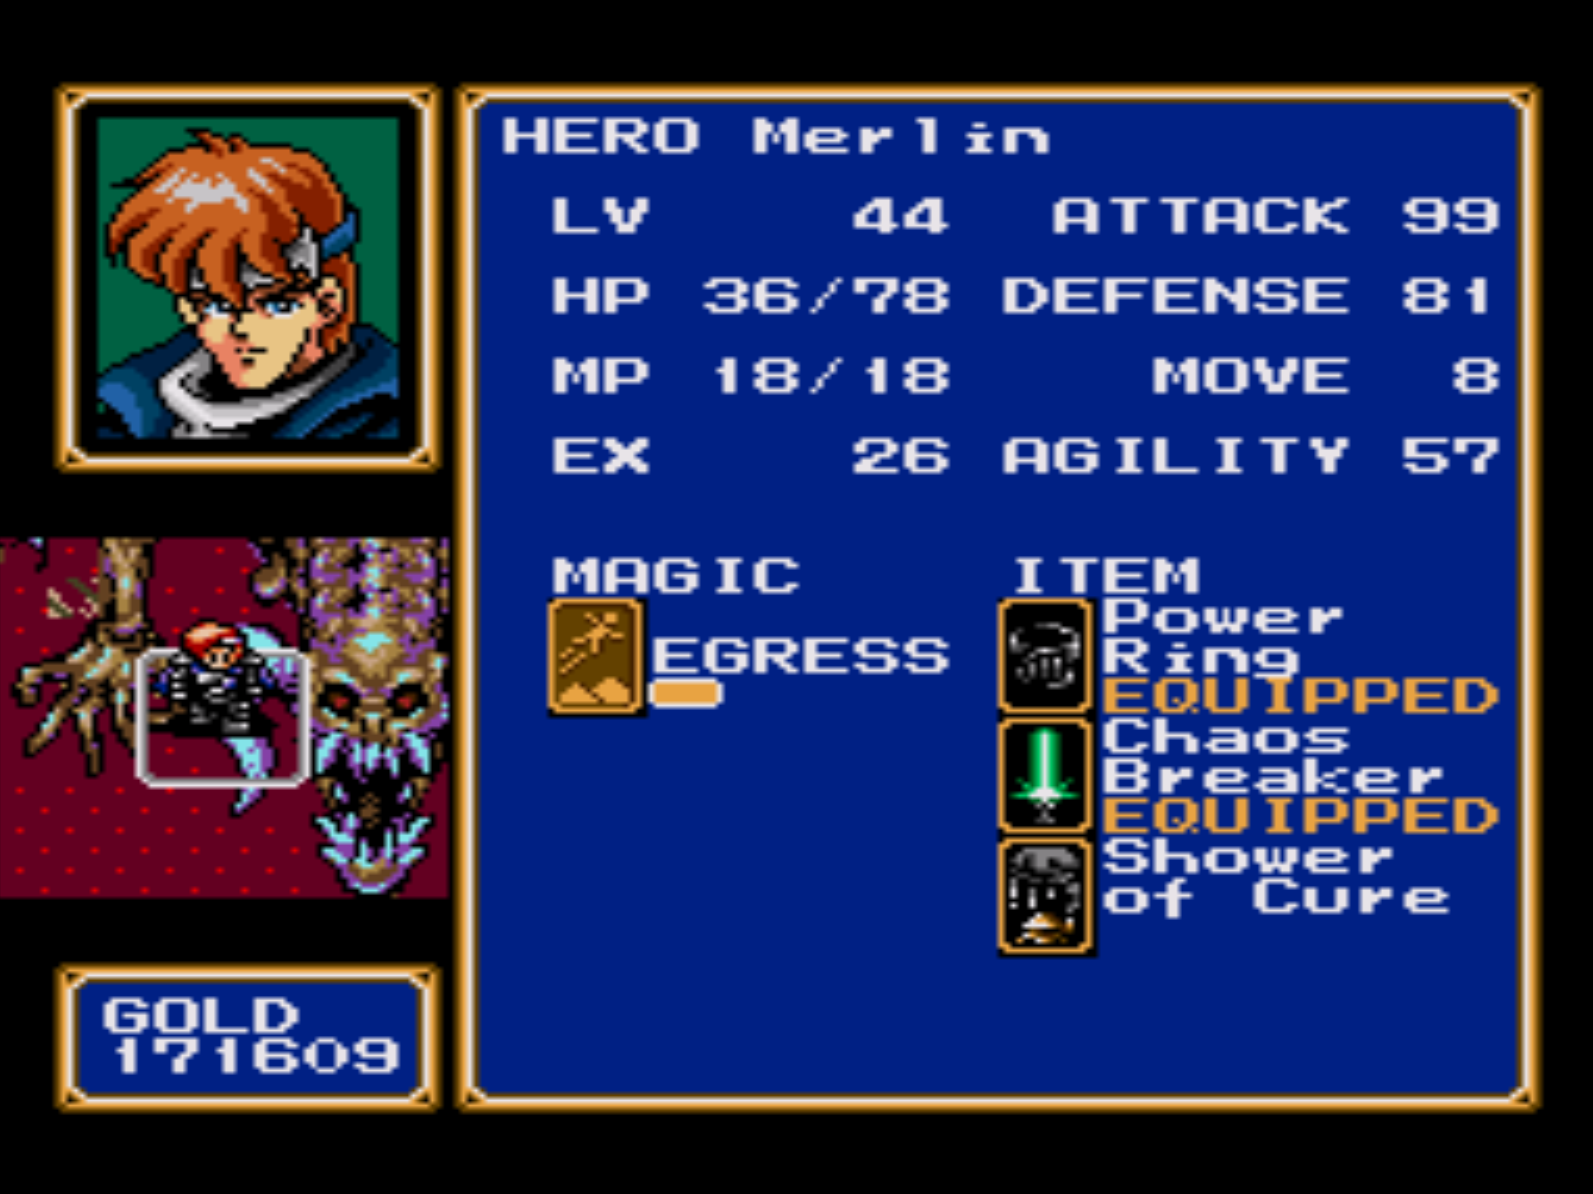 HERO Merlin
LV 44 ATTACK 99
HP 36/78 DEFENSE 81
MP 18/18 MOVE 8
EX 26 AGILITY 57
MAGIC ITEM
EGRESS
Power
Ring
EQUIPPED
Chaos
Breaker
EQUIPPED
Shower
of Cure
GOLD
171609